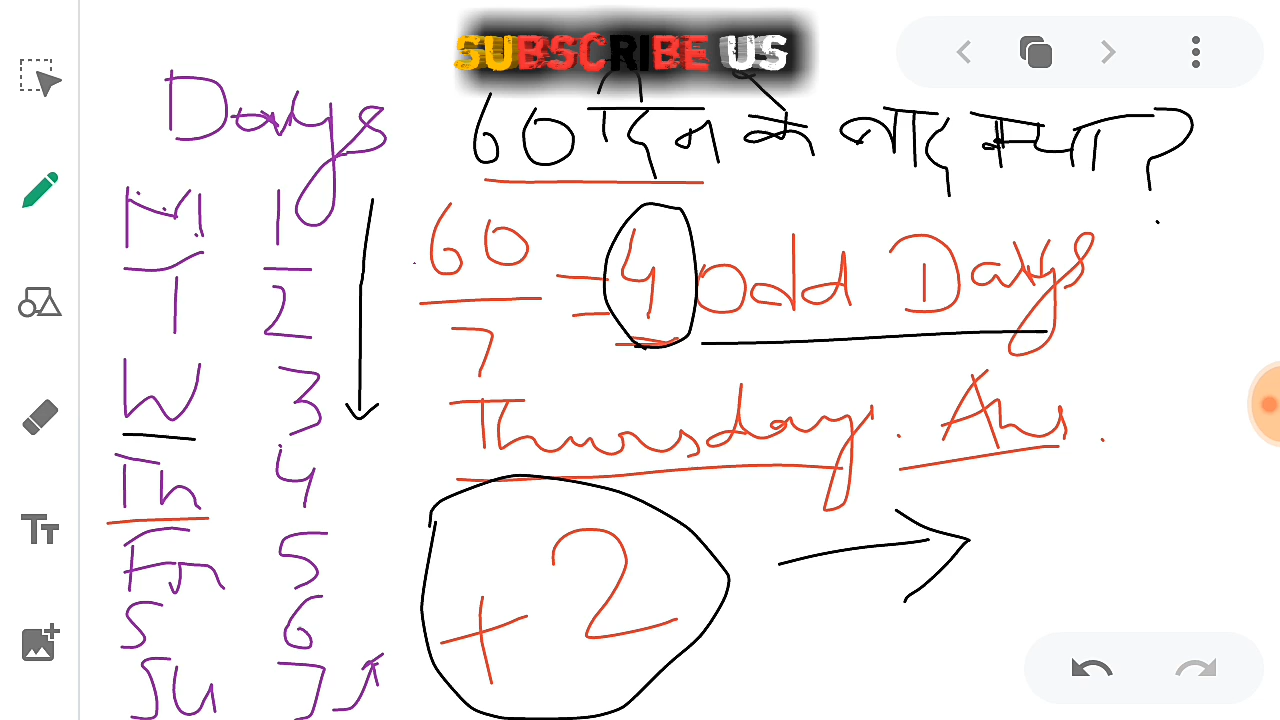 SUBSCRIBE US
Days
60 दिन के बाद क्या ?
M 1
T 2
W 3
Th 4
Fri 5
S 6
Su 7
60
7
= 4 Odd Days
Thursday. Ans.
+2